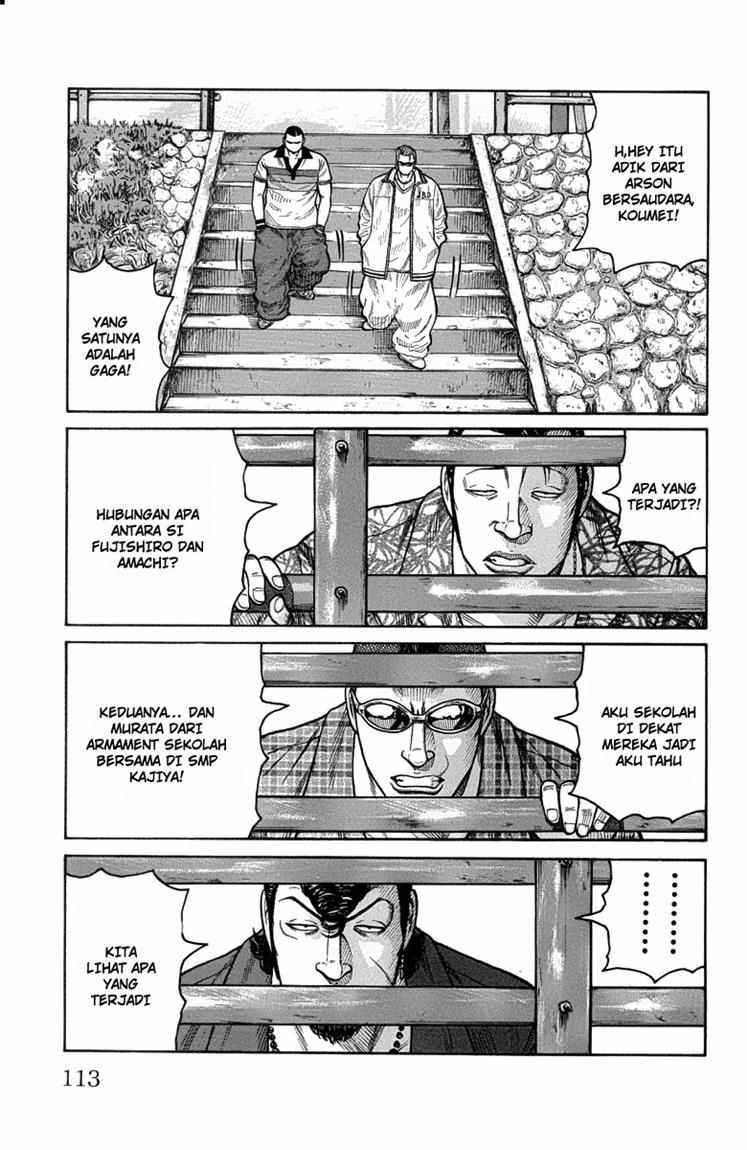 H,HEY ITU
ADIK DARI
ARSON
BERSAUDARA,
KOUMEI!
YANG
SATUNYA
ADALAH
GAGA!
APA YANG
TERJADI?!
HUBUNGAN APA
ANTARA SI
FUJISHIRO DAN
AMACHI?
AKU SEKOLAH
DI DEKAT
MEREKA JADI
AKU TAHU
KEDUANYA... DAN
MURATA DARI
ARMAMENT SEKOLAH
BERSAMA DI SMP
KAJIYA!
KITA
LIHAT APA
YANG
TERJADI
113